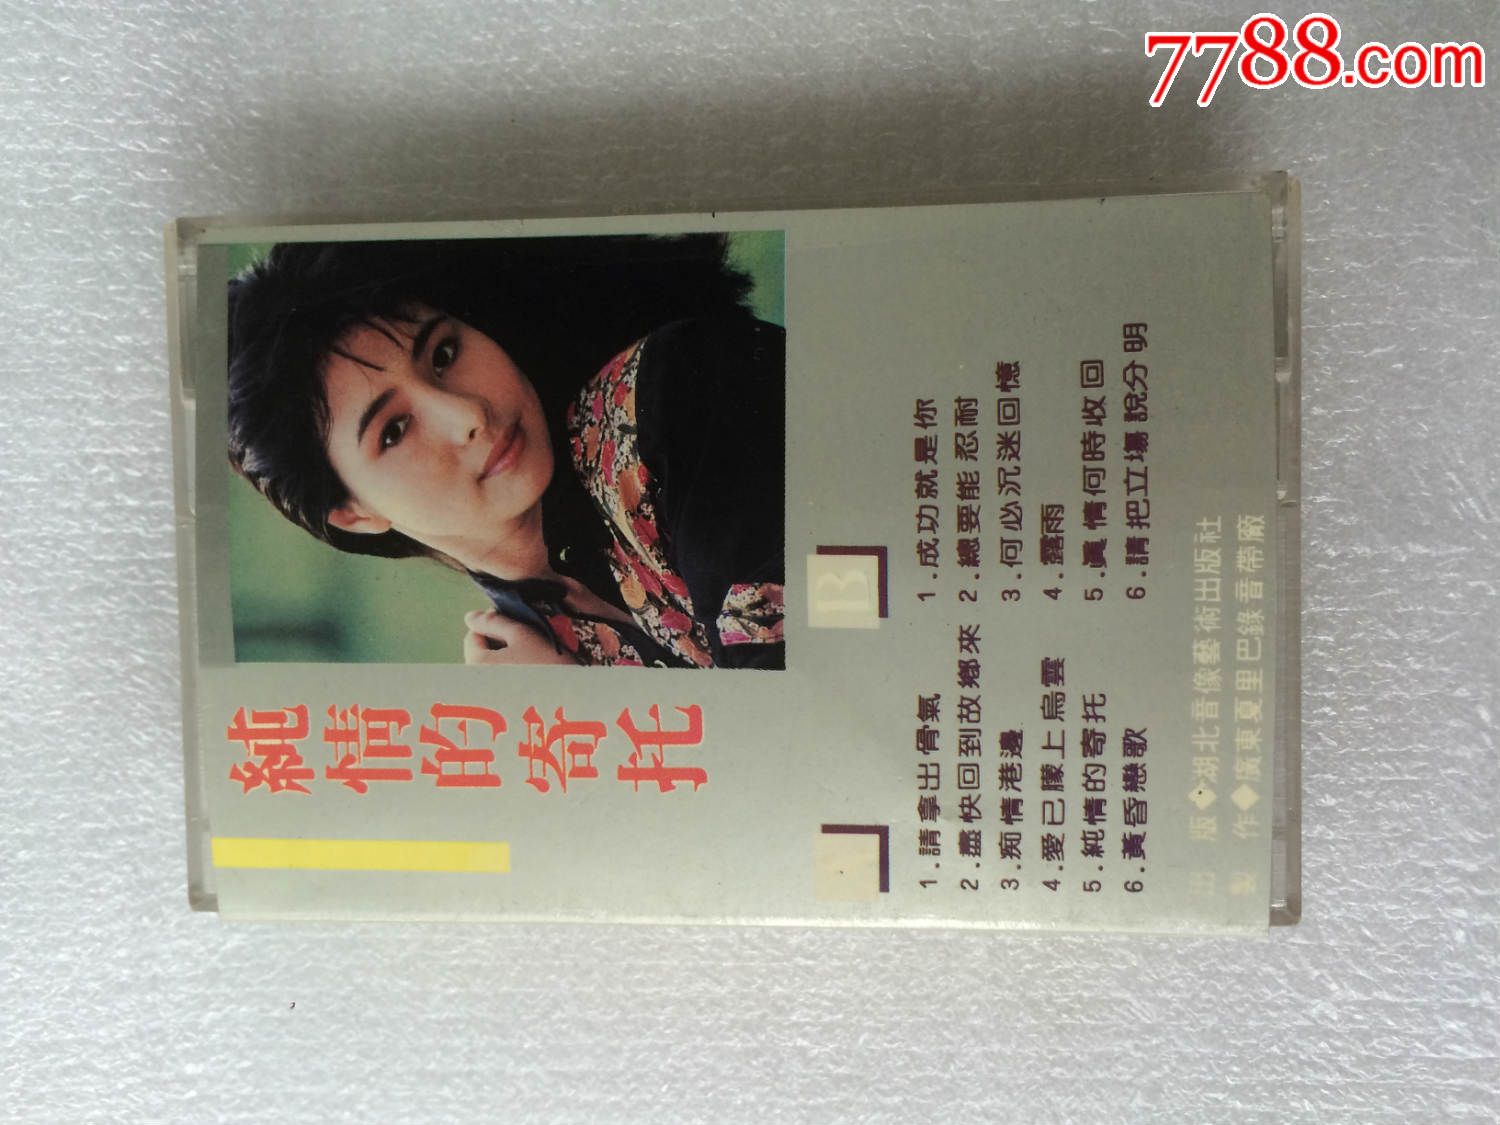 7788.com
純情的寄托
A
1.請拿出骨氣
2.盡快回到故鄉來
3.痴情港邊
4.愛已朦上烏雲
5.純情的寄托
6.黃昏戀歌
B
1.成功就是你
2.總要能忍耐
3.何必沉迷回憶
4.露雨
5.眞情何時收回
6.請把立場說分明
出版◆湖北音像藝術出版社
製作◆廣東夏里巴錄音帶廠